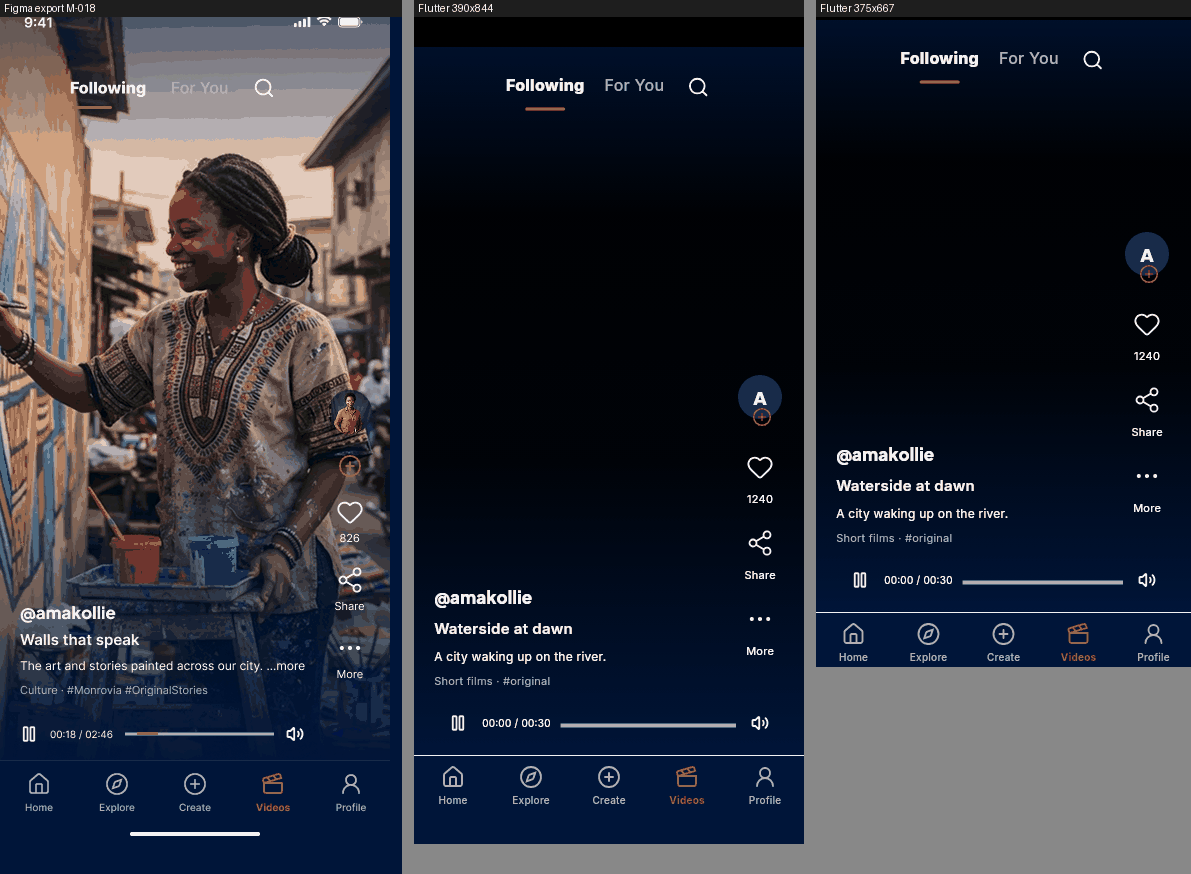 Figma export M-018
9:41
Following
For You
826
Share
More
@amakollie
Walls that speak
The art and stories painted across our city. ...more
Culture · #Monrovia #OriginalStories
00:18 / 02:46
Home
Explore
Create
Videos
Profile
Flutter 390x844
Following
For You
A
1240
Share
More
@amakollie
Waterside at dawn
A city waking up on the river.
Short films · #original
00:00 / 00:30
Home
Explore
Create
Videos
Profile
Flutter 375x667
Following
For You
A
1240
Share
More
@amakollie
Waterside at dawn
A city waking up on the river.
Short films · #original
00:00 / 00:30
Home
Explore
Create
Videos
Profile